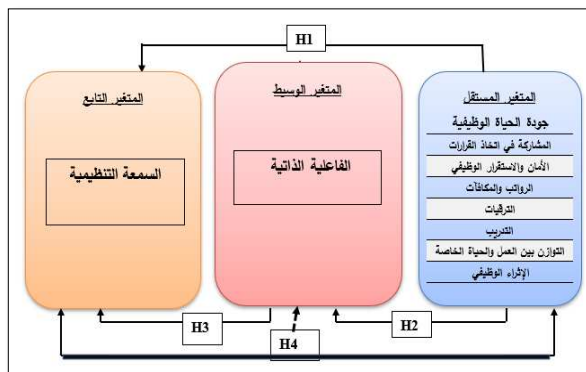 H1
المتغير المستقل
جودة الحياة الوظيفية
المشاركة في اتخاذ القرارات
الأمان والاستقرار الوظيفي
الرواتب والمكافآت
الترقيات
التدريب
التوازن بين العمل والحياة الخاصة
الإثراء الوظيفي
المتغير الوسيط
الفاعلية الذاتية
المتغير التابع
السمعة التنظيمية
H2
H3
H4